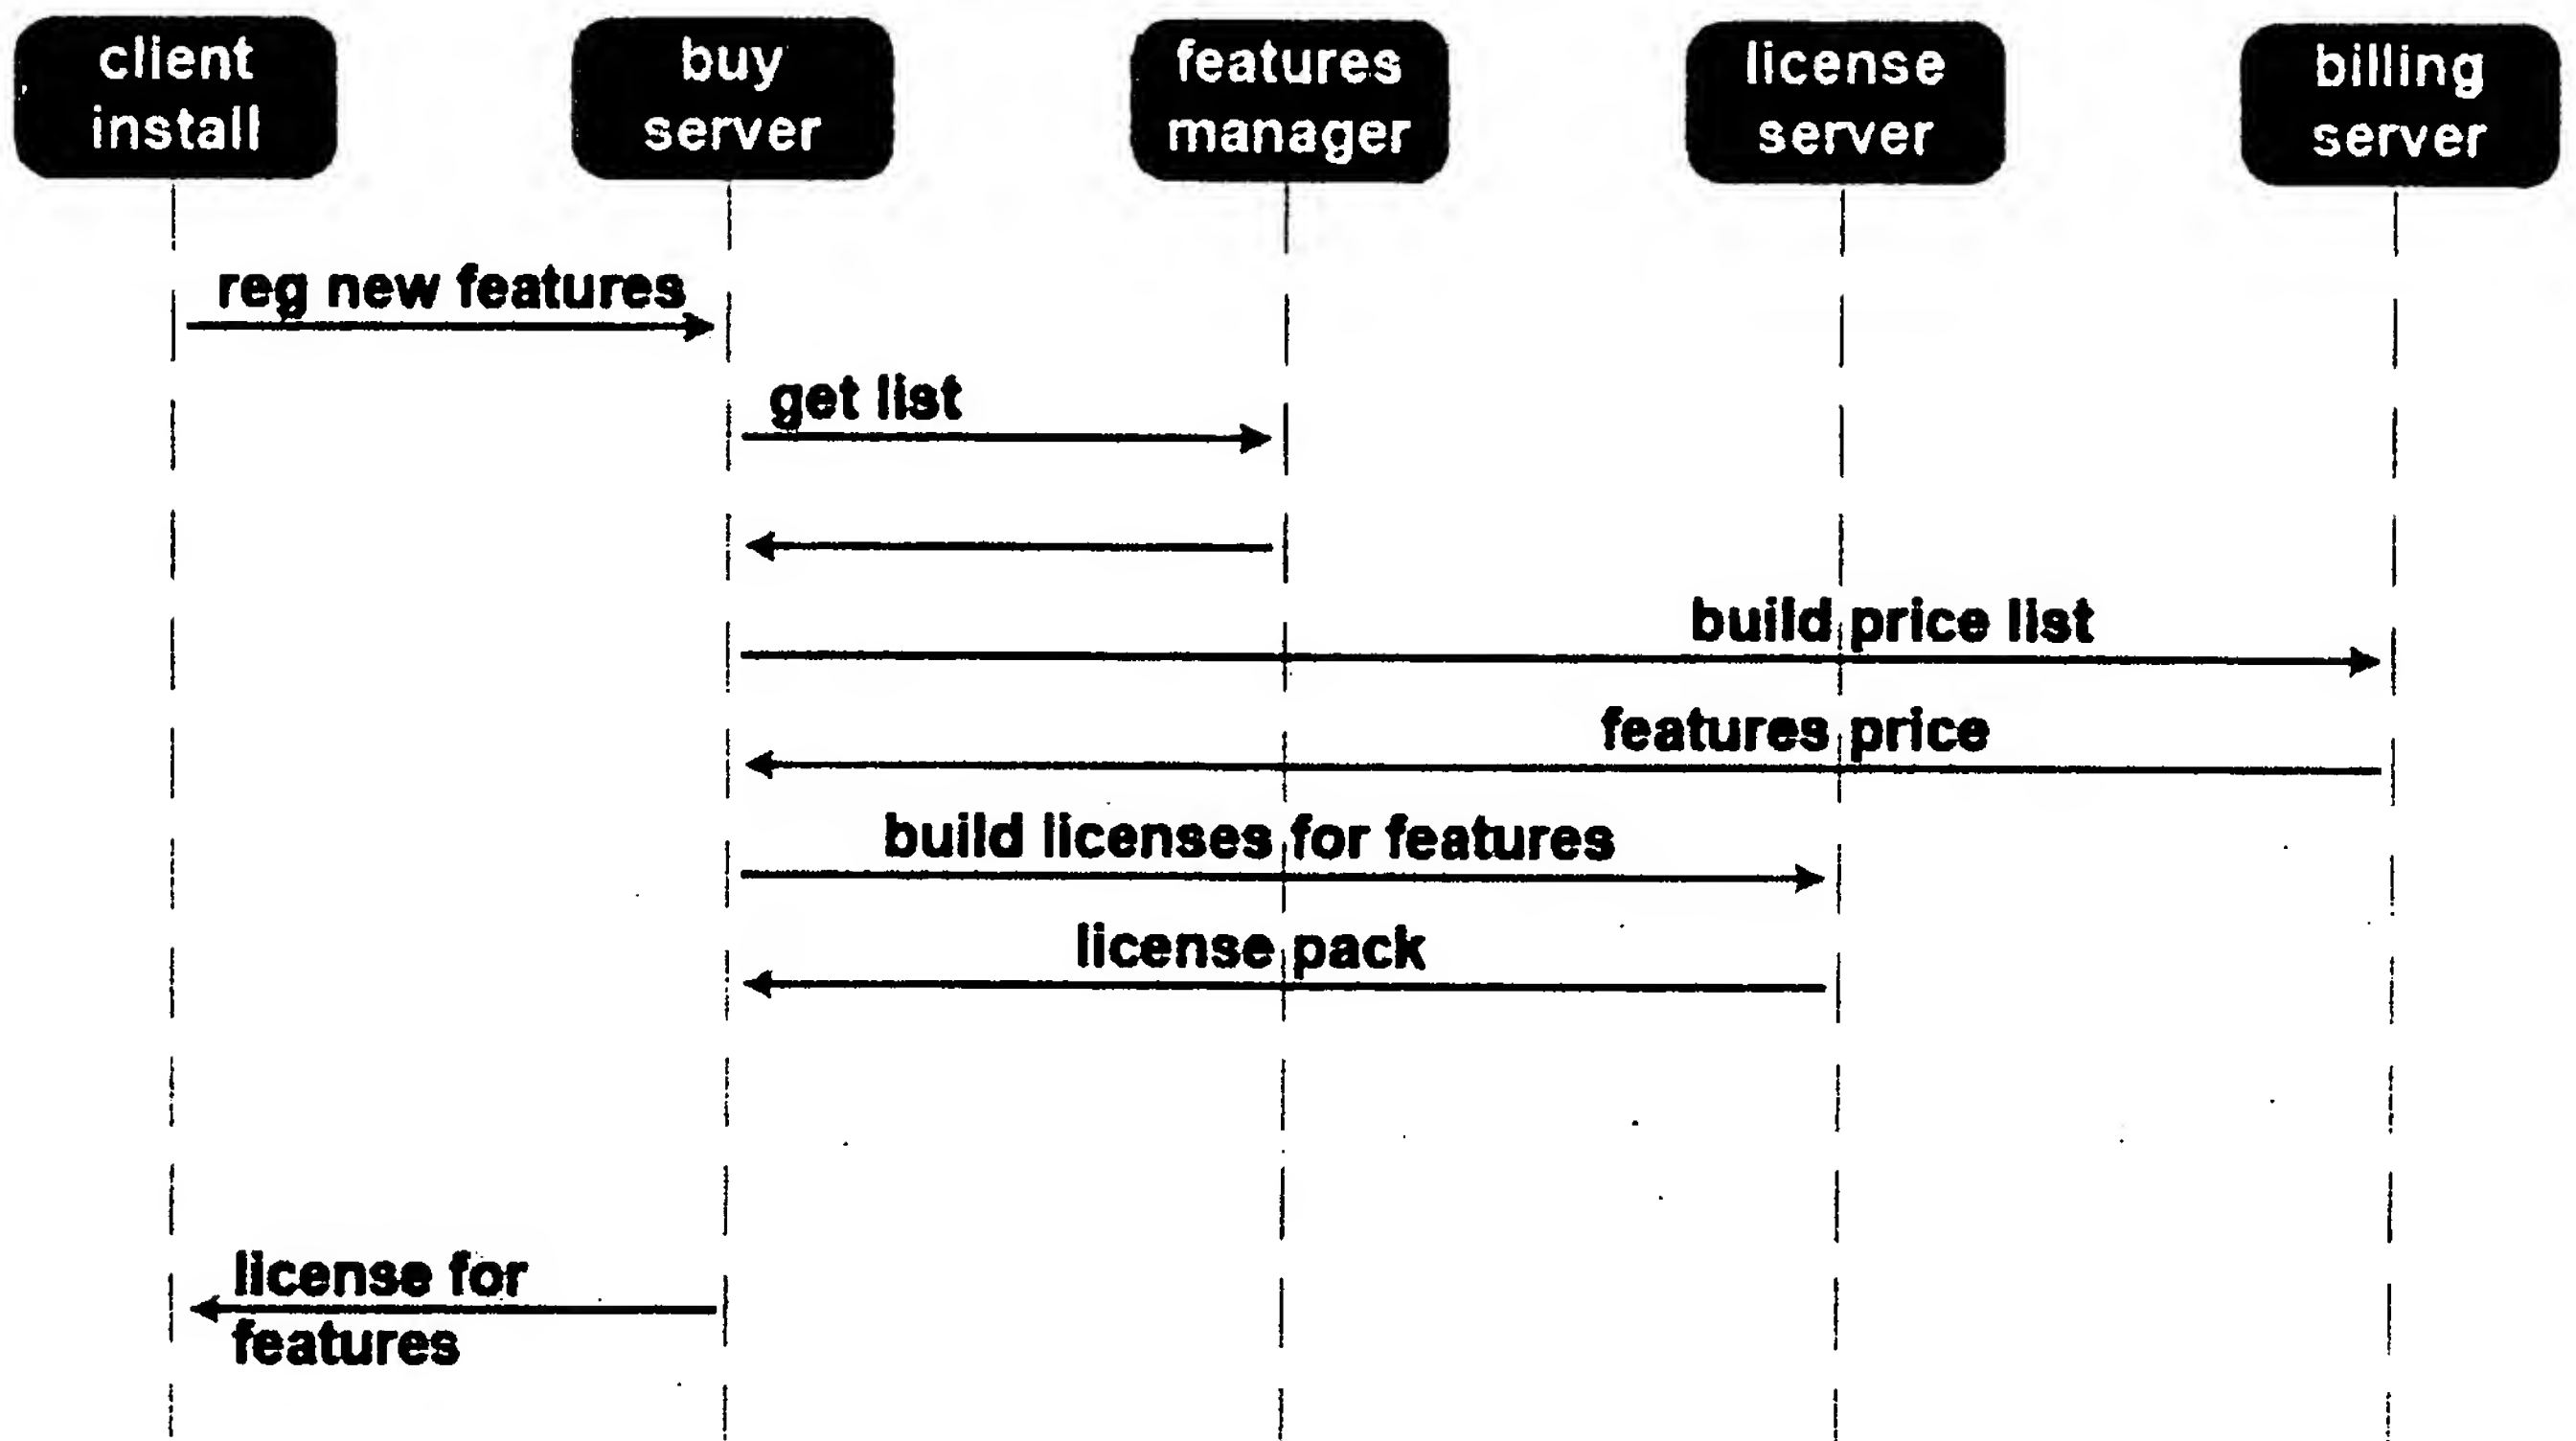 client
install
buy
server
features
manager
license
server
billing
server
reg new features
get list
build price list
features price
build licenses for features
license pack
license for
features